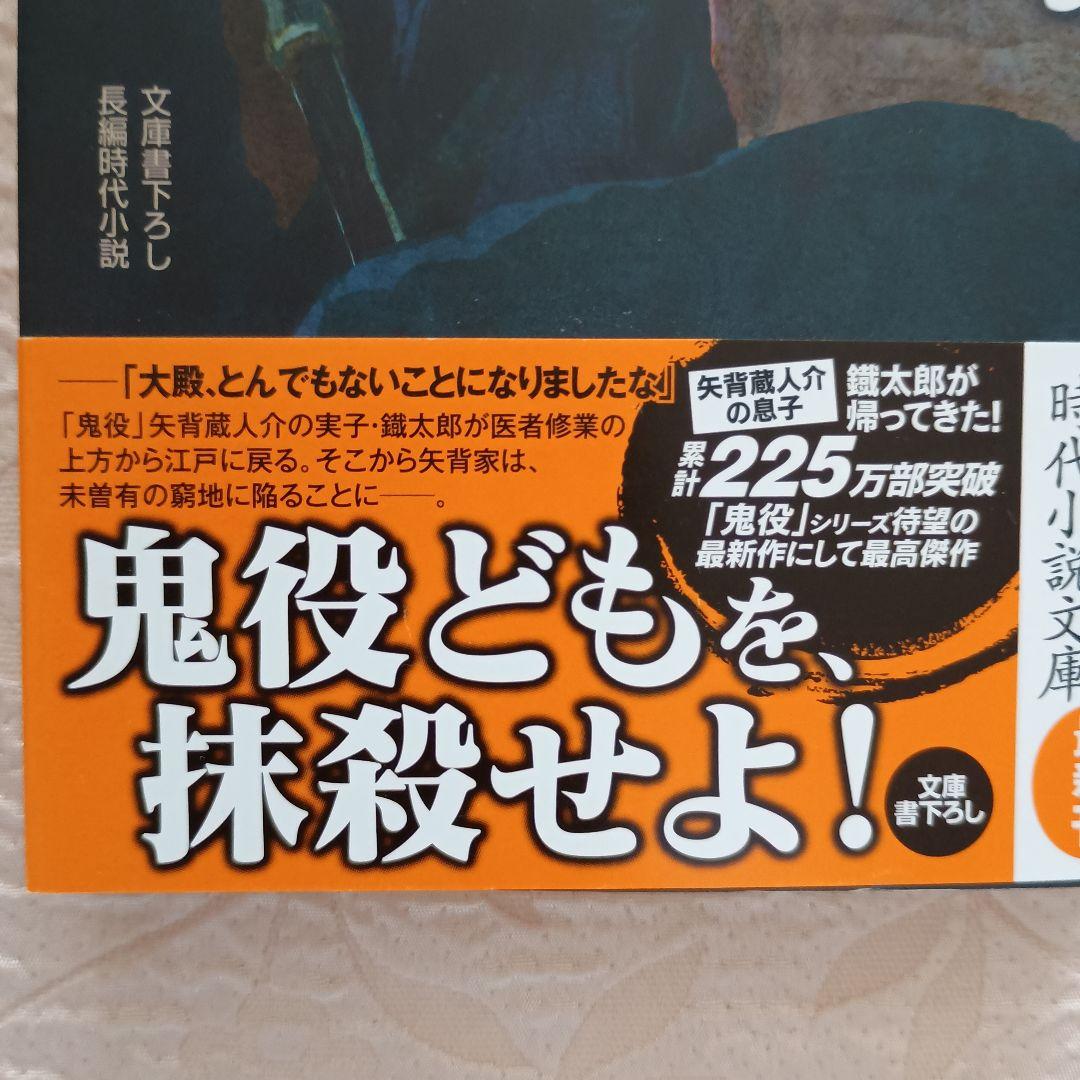 文庫書下ろし
長編時代小説
――「大殿、とんでもないことになりましたな」
「鬼役」矢背蔵人介の実子・鐵太郎が医者修業の
上方から江戸に戻る。そこから矢背家は、
未曽有の窮地に陥ることに――。
矢背蔵人介
の息子
鐵太郎が
帰ってきた!
累計225万部突破
「鬼役」シリーズ待望の
最新作にして最高傑作
鬼役どもを、
抹殺せよ!
文庫
書下ろし
時代小説文庫